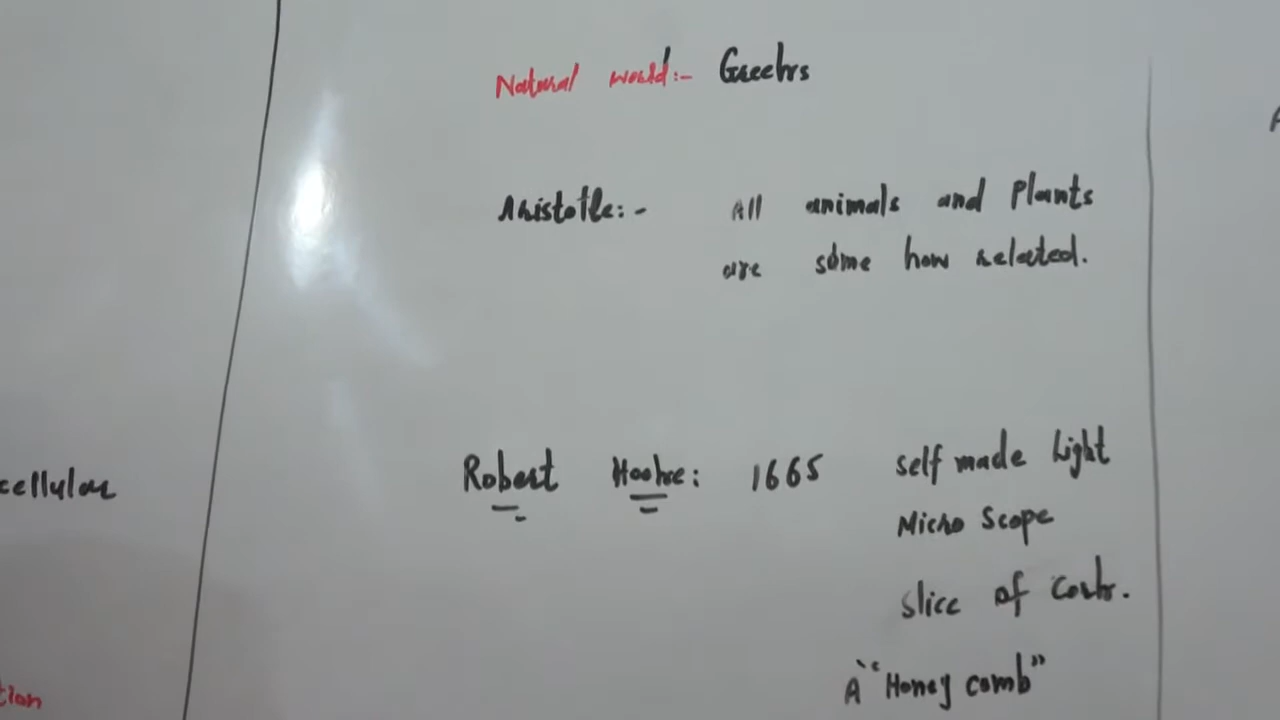 Natural world:- Greeks
Aristotle:- All animals and Plants
are some how related.
cellular
Robert Hooke: 1665 self made light
Micro Scope
slice of cork.
A "Honey comb"
tion